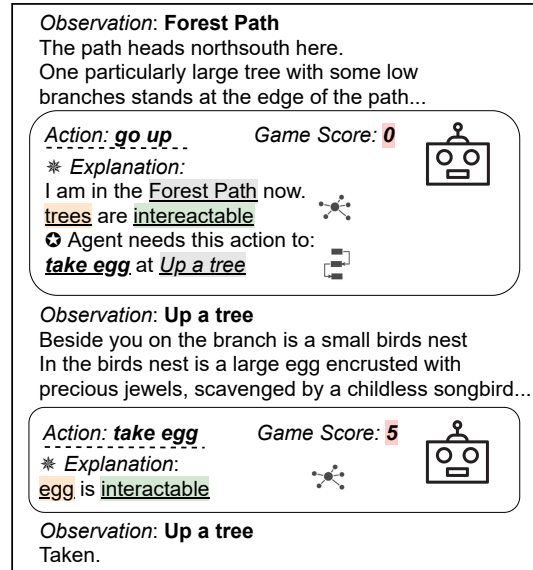 Observation: Forest Path
The path heads northsouth here.
One particularly large tree with some low
branches stands at the edge of the path...
Action: go up Game Score: 0
✵ Explanation:
I am in the Forest Path now.
trees are intereactable
✪ Agent needs this action to:
take egg at Up a tree
Observation: Up a tree
Beside you on the branch is a small birds nest
In the birds nest is a large egg encrusted with
precious jewels, scavenged by a childless songbird...
Action: take egg Game Score: 5
✵ Explanation:
egg is interactable
Observation: Up a tree
Taken.